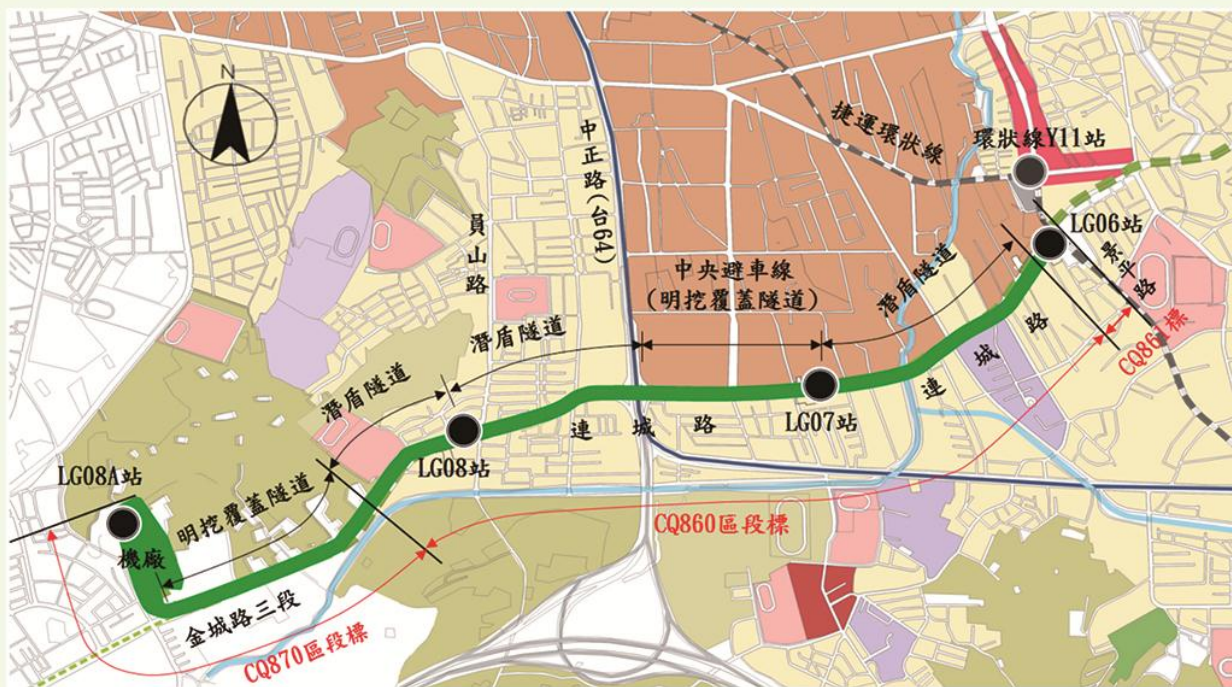 N
中正路(台64)
捷運環狀線
環狀線Y11站
員山路
LG06站
景平路
中央避車線
(明挖覆蓋隧道)
潛盾隧道
潛盾隧道
潛盾隧道
連城路
CQ861標
LG07站
連城路
LG08站
LG08A站
明挖覆蓋隧道
機廠
CQ860區段標
金城路三段
CQ870區段標